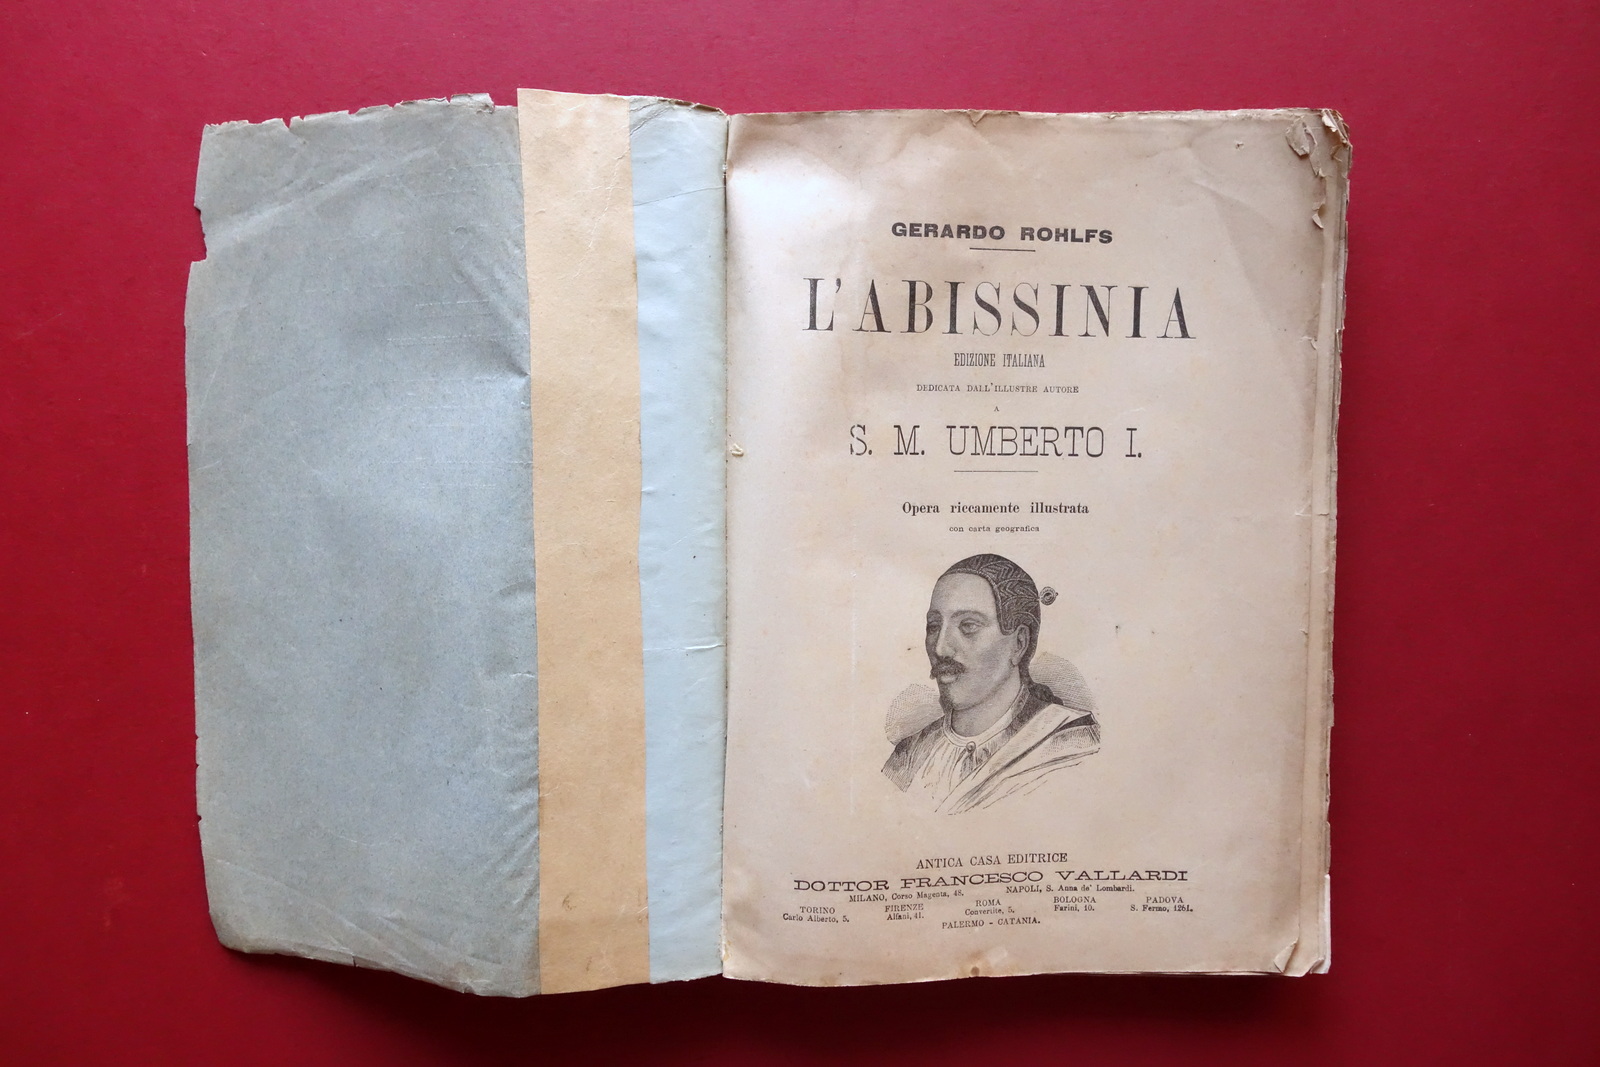 GERARDO ROHLFS
L'ABISSINIA
EDIZIONE ITALIANA
DEDICATA DALL'ILLUSTRE AUTORE
A
S. M. UMBERTO I.
Opera riccamente illustrata
con carta geografica
ANTICA CASA EDITRICE
DOTTOR FRANCESCO VALLARDI
MILANO, Corso Magenta, 48. NAPOLI, S. Anna de' Lombardi.
TORINO FIRENZE ROMA BOLOGNA PADOVA
Carlo Alberto, 5. Alfani, 41. Convertite, 5. Farini, 10. S. Fermo, 1261.
PALERMO - CATANIA.